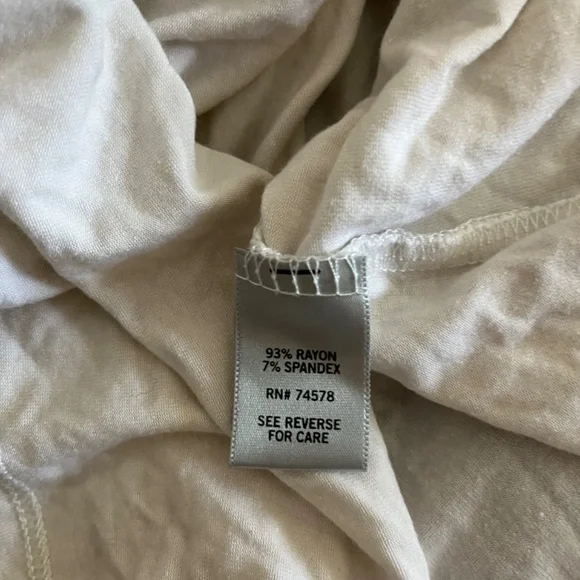 93% RAYON
7% SPANDEX
RN# 74578
SEE REVERSE
FOR CARE